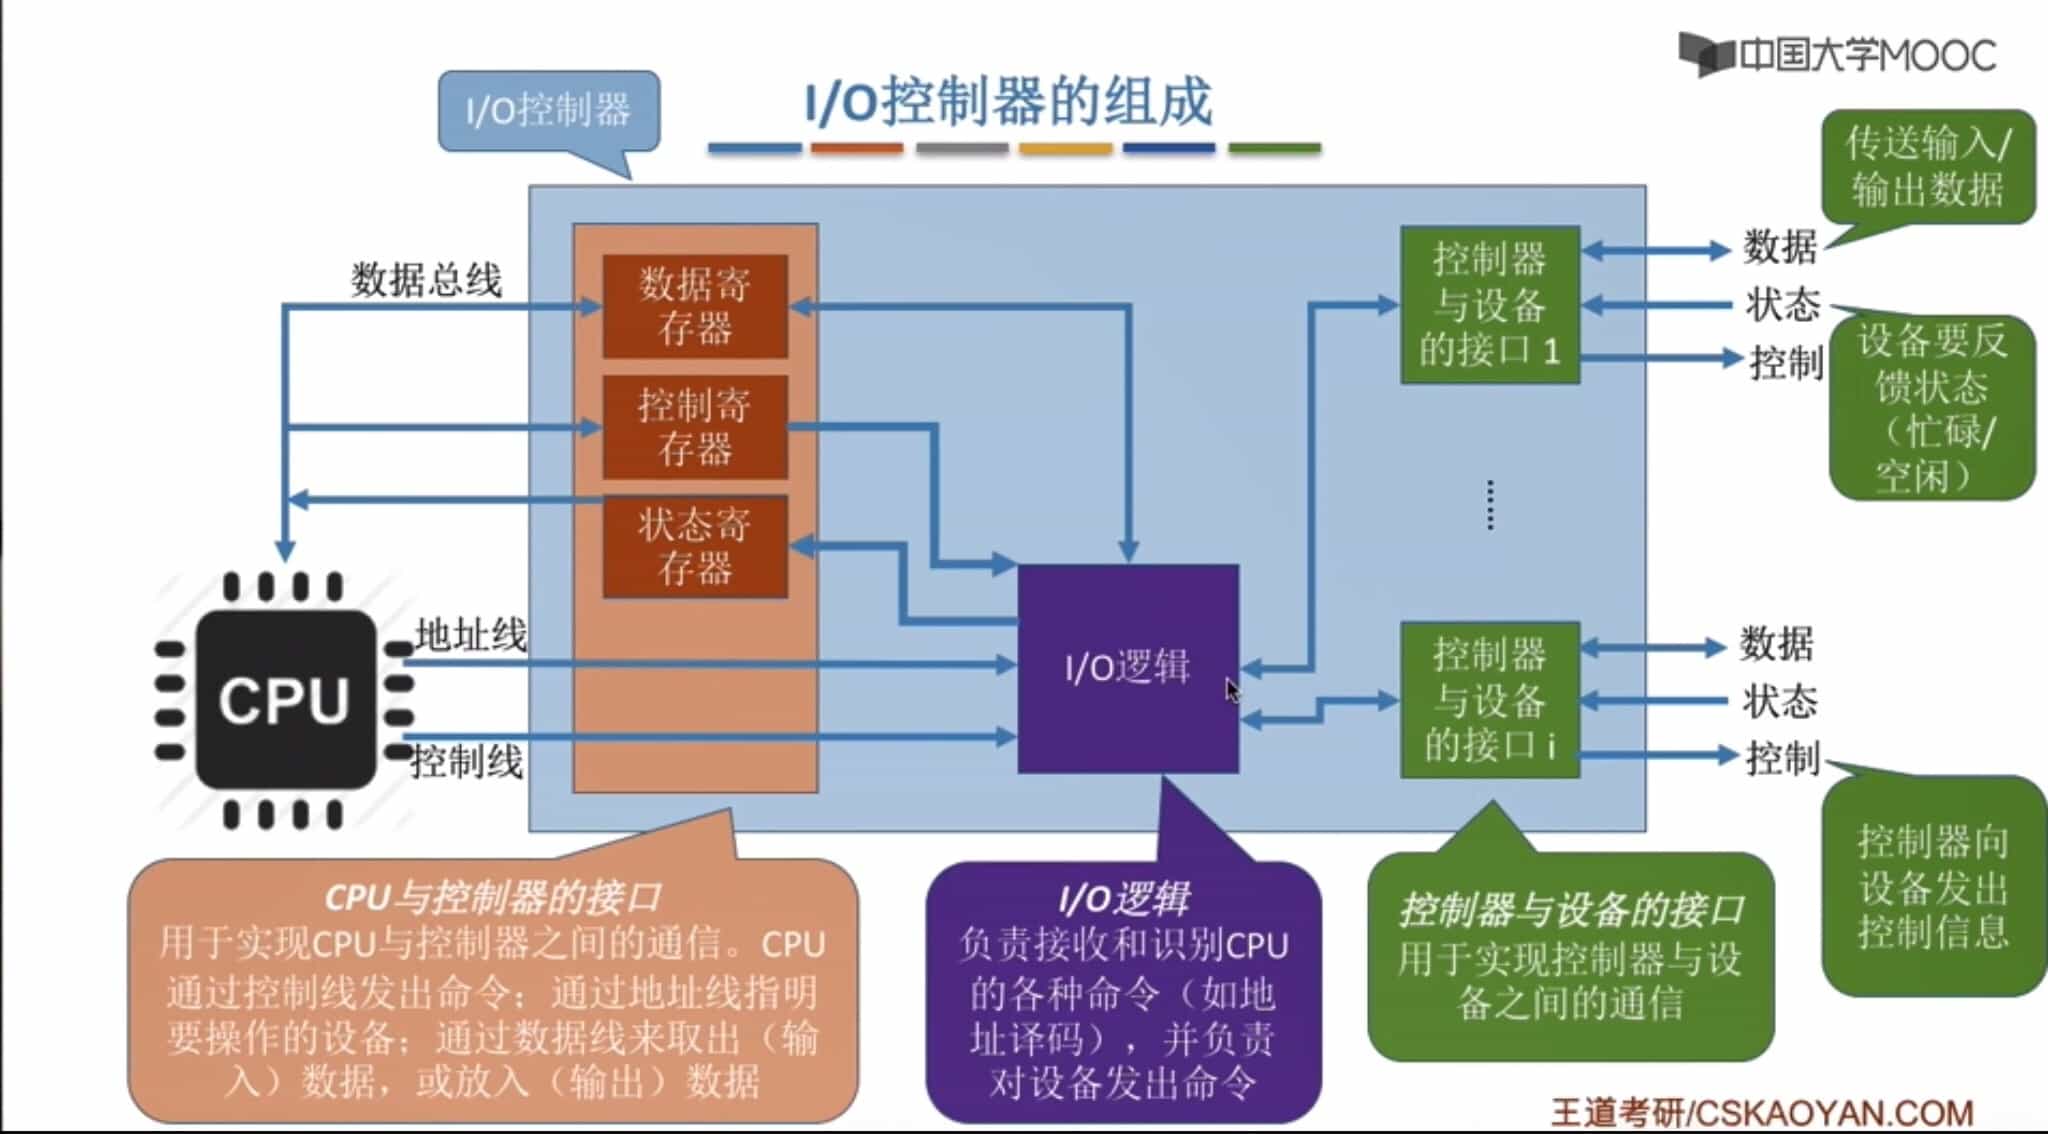 中国大学MOOC
I/O控制器
I/O控制器的组成
传送输入/
输出数据
数据总线
数据寄
存器
控制寄
存器
状态寄
存器
CPU
地址线
控制线
I/O逻辑
控制器
与设备
的接口 1
数据
状态
控制
设备要反
馈状态
（忙碌/
空闲）
控制器
与设备
的接口 i
数据
状态
控制
控制器向
设备发出
控制信息
CPU与控制器的接口
用于实现CPU与控制器之间的通信。CPU
通过控制线发出命令；通过地址线指明
要操作的设备；通过数据线来取出（输
入）数据，或放入（输出）数据
I/O逻辑
负责接收和识别CPU
的各种命令（如地
址译码），并负责
对设备发出命令
控制器与设备的接口
用于实现控制器与设
备之间的通信
王道考研/CSKAOYAN.COM